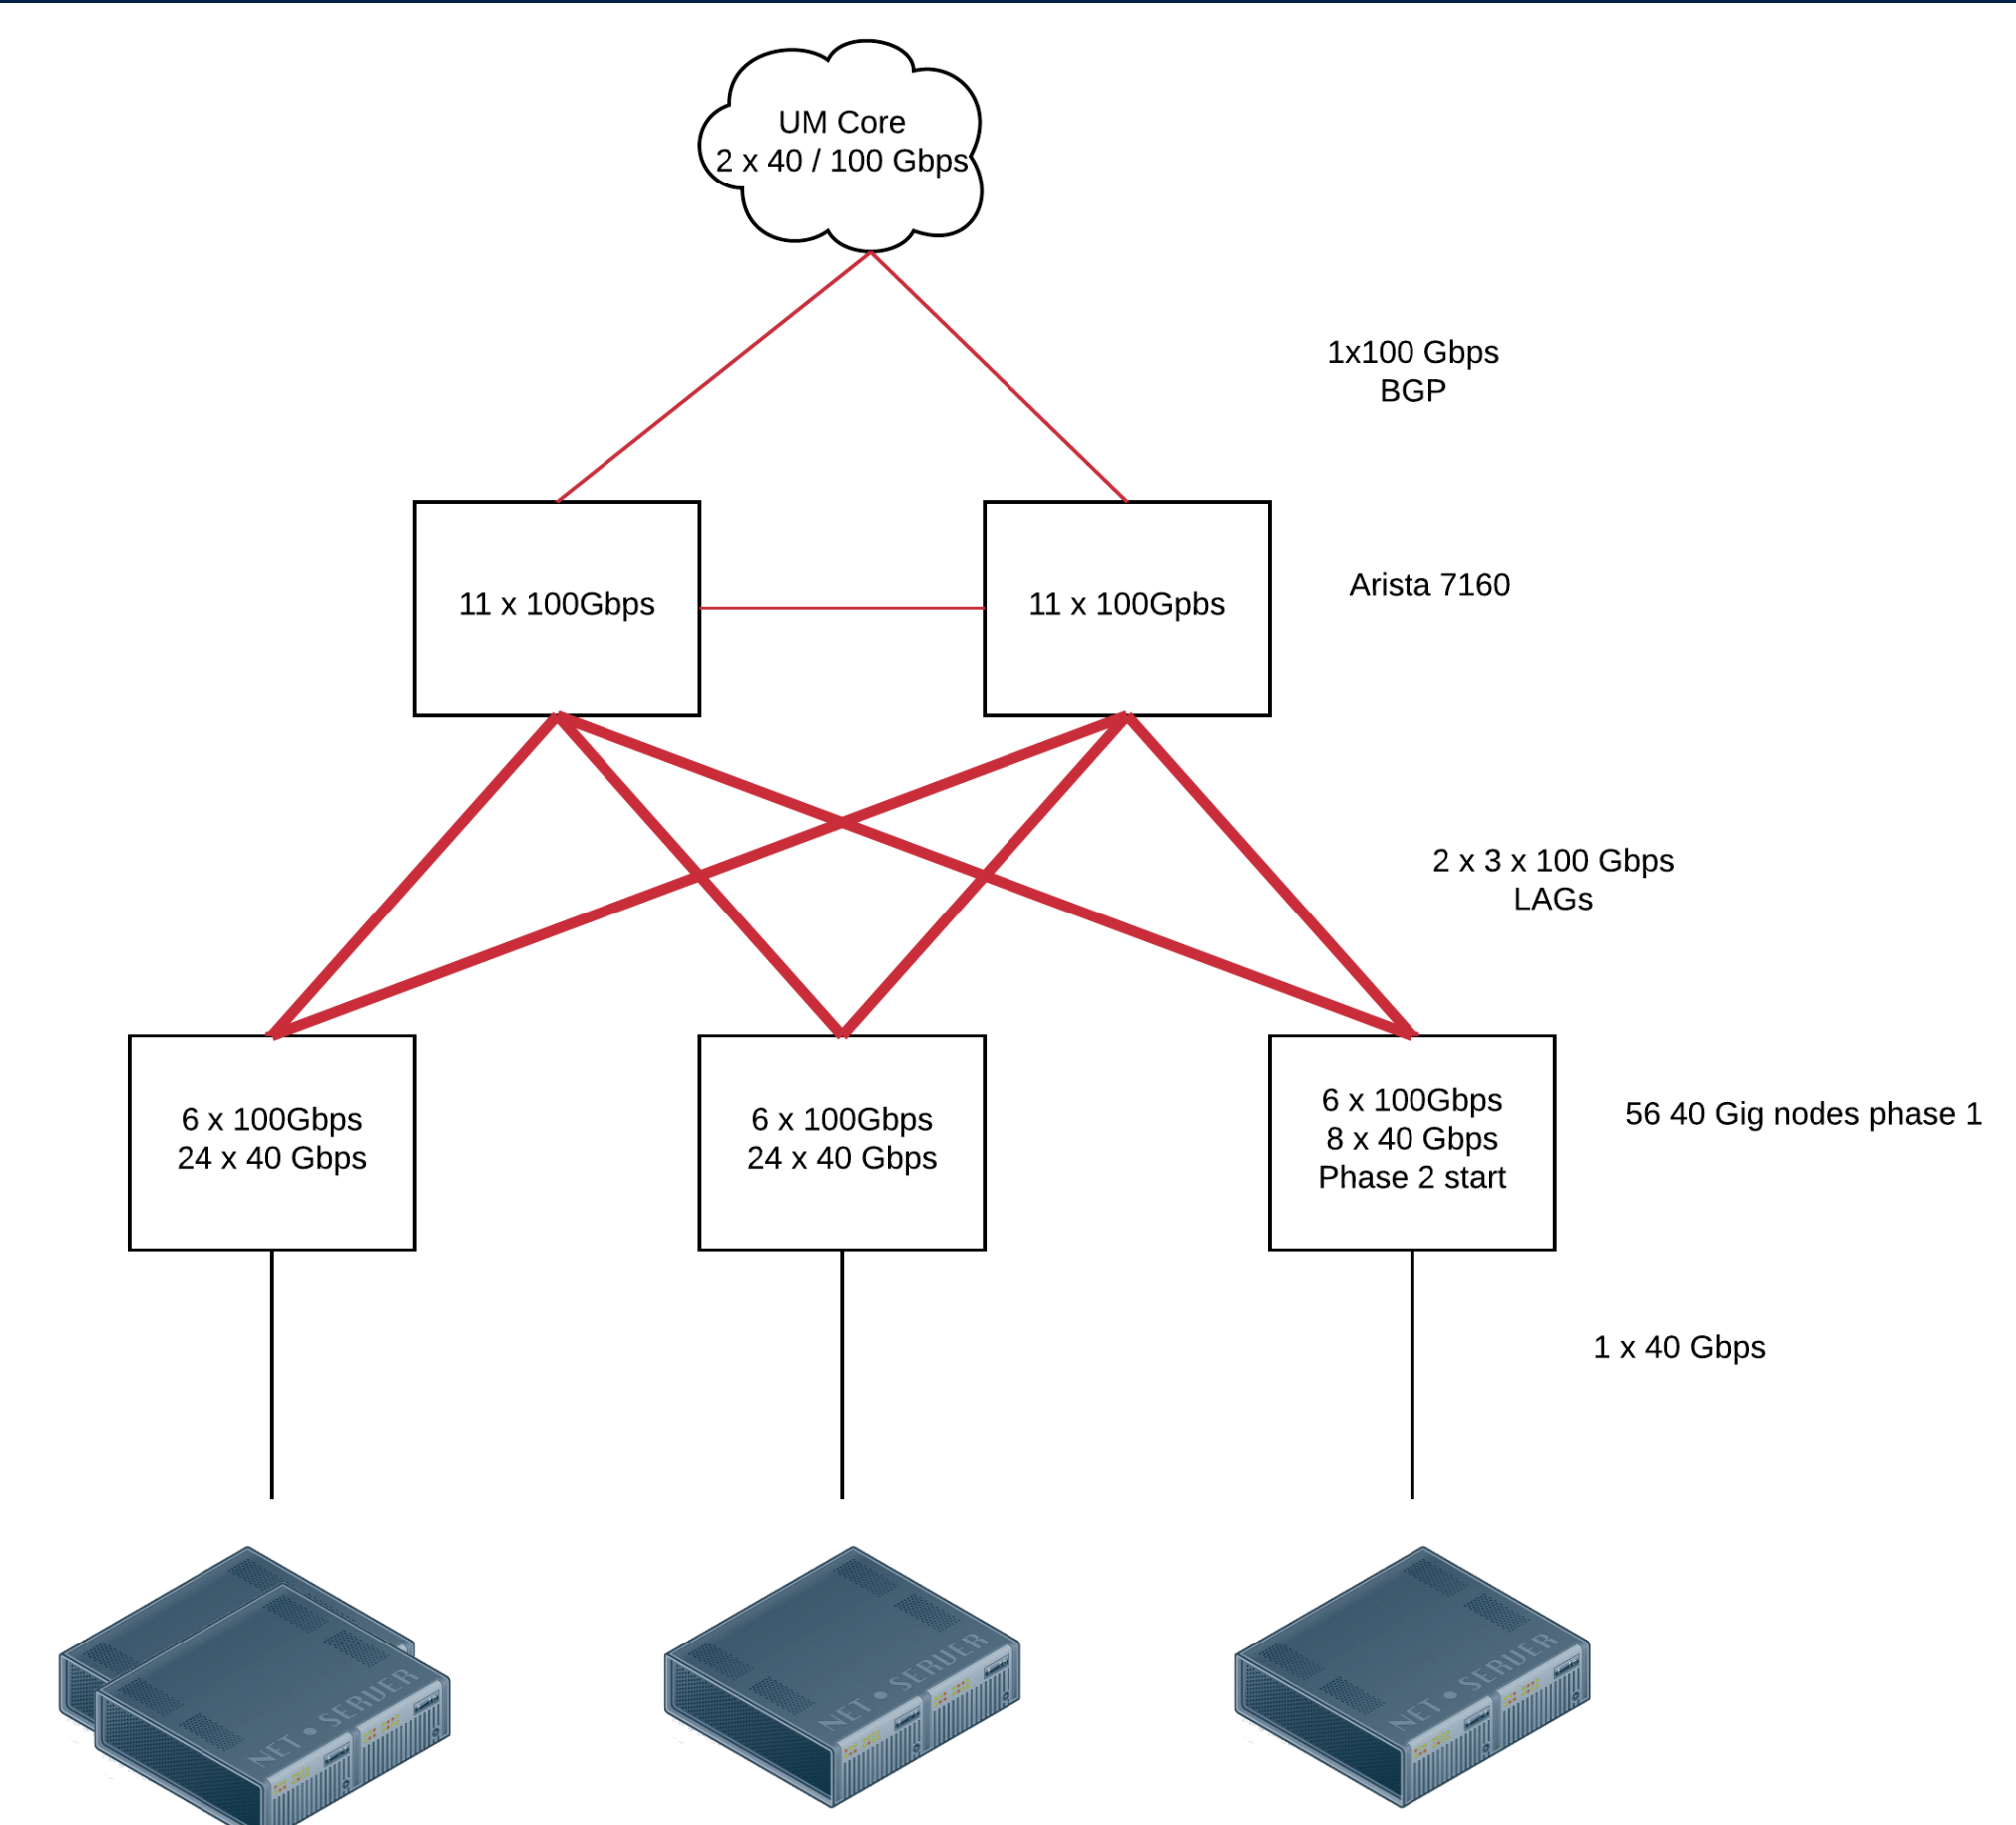 UM Core
2 x 40 / 100 Gbps
1x100 Gbps
BGP
11 x 100Gbps
11 x 100Gpbs
Arista 7160
2 x 3 x 100 Gbps
LAGs
6 x 100Gbps
24 x 40 Gbps
6 x 100Gbps
24 x 40 Gbps
6 x 100Gbps
8 x 40 Gbps
Phase 2 start
56 40 Gig nodes phase 1
1 x 40 Gbps
NET • SERVER
NET • SERVER
NET • SERVER